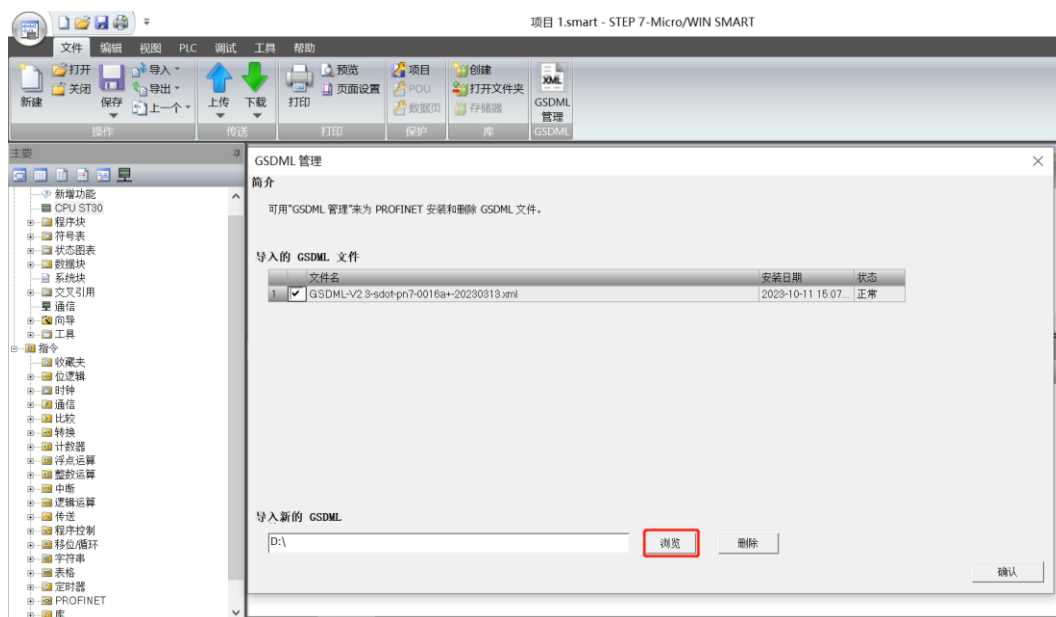 项目 1.smart - STEP 7-Micro/WIN SMART
文件 编辑 视图 PLC 调试 工具 帮助
新建 打开 关闭 保存 导入 导出 上一个
操作
上传 下载
传送
打印 预览 页面设置
打印
项目 POU 数据页
保护
创建 打开文件夹 存储器
库
XML GSDML 管理
GSDML
主要
新增功能
CPU ST30
程序块
符号表
状态图表
数据块
系统块
交叉引用
通信
向导
工具
指令
收藏夹
位逻辑
时钟
通信
比较
转换
计数器
浮点运算
整数运算
中断
逻辑运算
传送
程序控制
移位/循环
字符串
表格
定时器
PROFINET
库
GSDML 管理
简介
可用"GSDML 管理"来为 PROFINET 安装和删除 GSDML 文件。
导入的 GSDML 文件
文件名 安装日期 状态
1 GSDML-V2.3-sdot-pn7-0016a+-20230313.xml 2023-10-11 15:07... 正常
导入新的 GSDML
D:\ 浏览 删除
确认